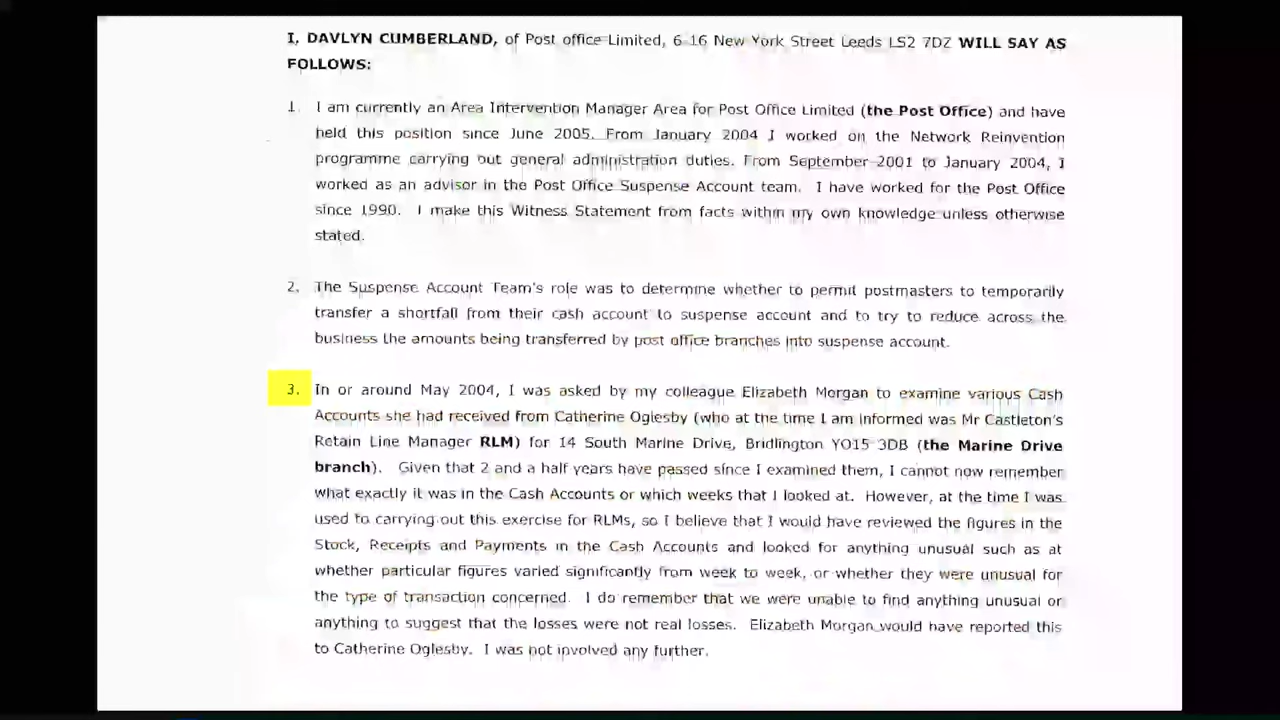 I, DAVLYN CUMBERLAND, of Post office Limited, 6-16 New York Street Leeds LS2 7DZ WILL SAY AS
FOLLOWS:
1. I am currently an Area Intervention Manager Area for Post Office Limited (the Post Office) and have
held this position since June 2005. From January 2004 I worked on the Network Reinvention
programme carrying out general administration duties. From September 2001 to January 2004, I
worked as an advisor in the Post Office Suspense Account team. I have worked for the Post Office
since 1990. I make this Witness Statement from facts within my own knowledge unless otherwise
stated.
2. The Suspense Account Team's role was to determine whether to permit postmasters to temporarily
transfer a shortfall from their cash account to suspense account and to try to reduce across the
business the amounts being transferred by post office branches into suspense account.
3. In or around May 2004, I was asked by my colleague Elizabeth Morgan to examine various Cash
Accounts she had received from Catherine Oglesby (who at the time I am informed was Mr Castleton's
Retain Line Manager RLM) for 14 South Marine Drive, Bridlington YO15 3DB (the Marine Drive
branch). Given that 2 and a half years have passed since I examined them, I cannot now remember
what exactly it was in the Cash Accounts or which weeks that I looked at. However, at the time I was
used to carrying out this exercise for RLMs, so I believe that I would have reviewed the figures in the
Stock, Receipts and Payments in the Cash Accounts and looked for anything unusual such as at
whether particular figures varied significantly from week to week, or whether they were unusual for
the type of transaction concerned. I do remember that we were unable to find anything unusual or
anything to suggest that the losses were not real losses. Elizabeth Morgan would have reported this
to Catherine Oglesby. I was not involved any further.